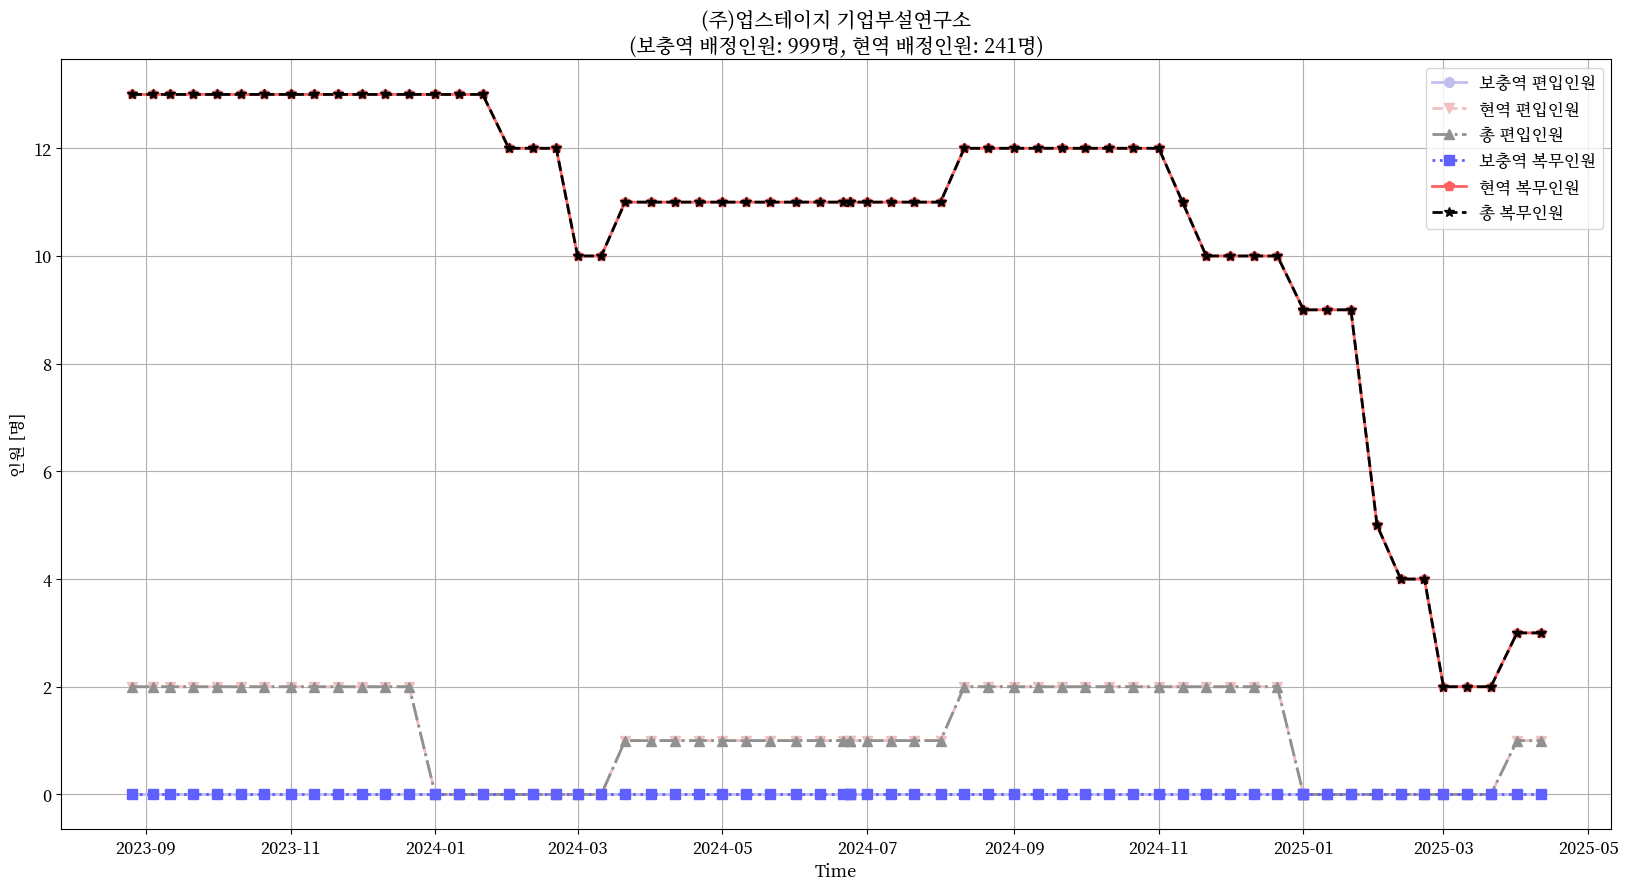 (주)업스테이지 기업부설연구소
(보충역 배정인원: 999명, 현역 배정인원: 241명)
보충역 편입인원
현역 편입인원
총 편입인원
보충역 복무인원
현역 복무인원
총 복무인원
인원 [명]
12
10
8
6
4
2
0
2023-09 2023-11 2024-01 2024-03 2024-05 2024-07 2024-09 2024-11 2025-01 2025-03 2025-05
Time